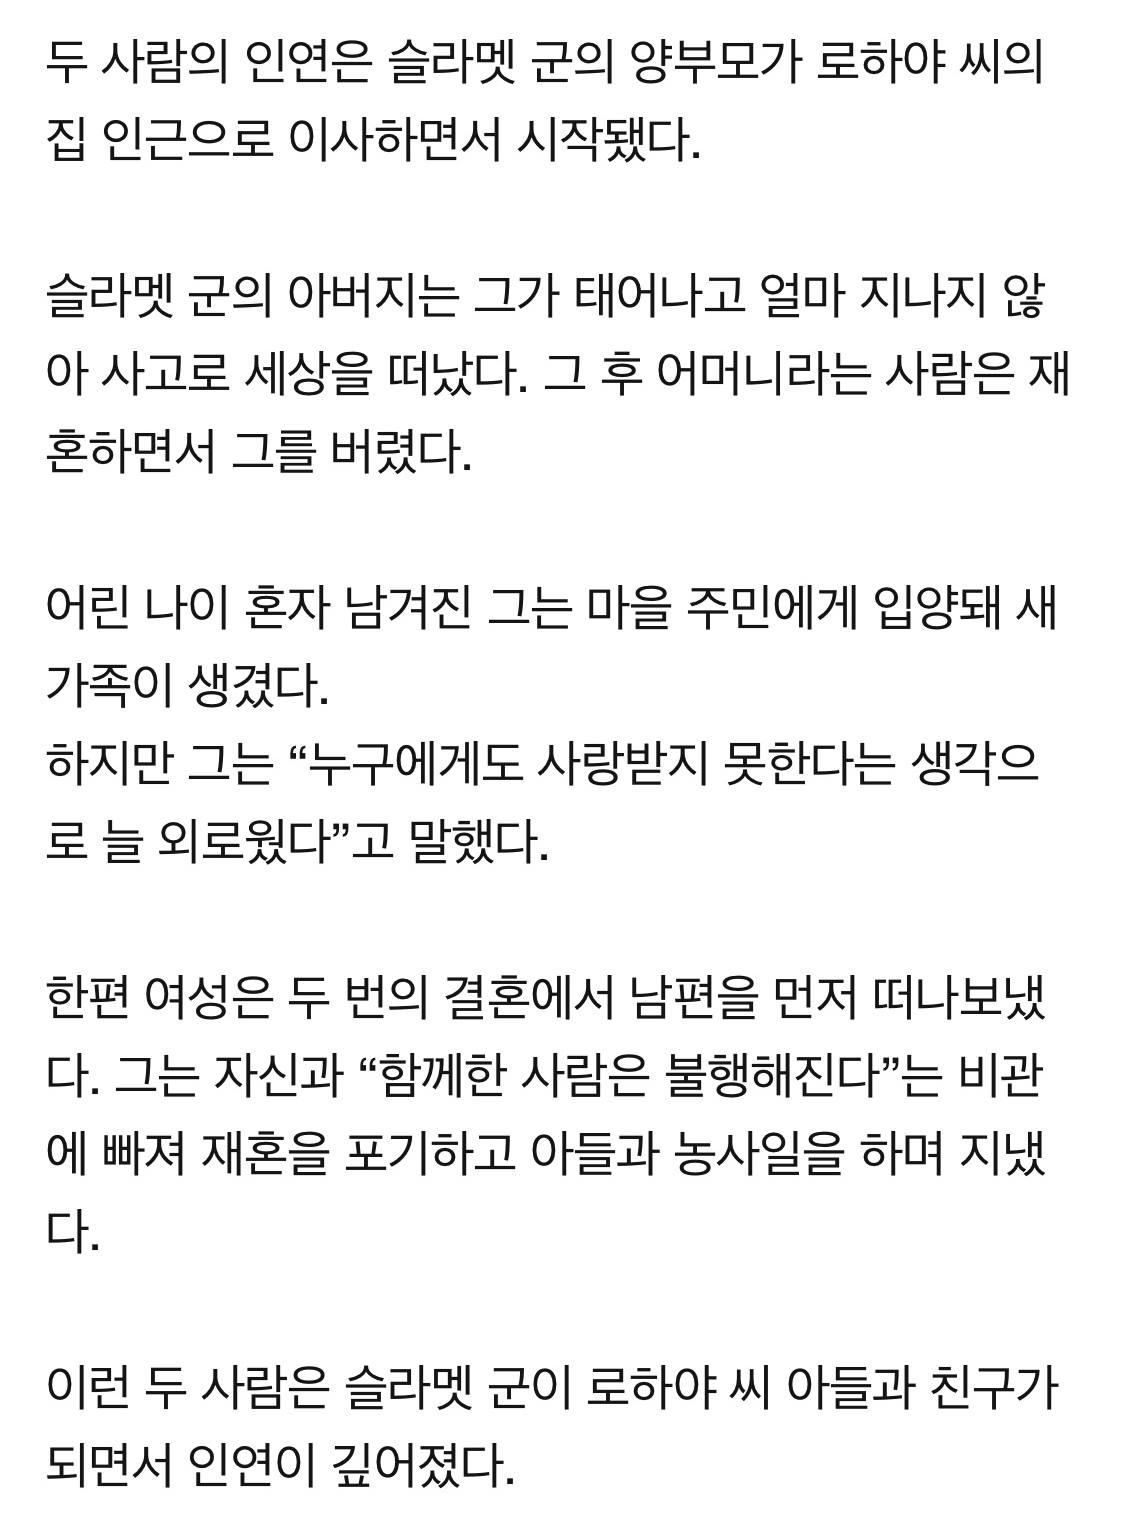 두 사람의 인연은 슬라멧 군의 양부모가 로하야 씨의
집 인근으로 이사하면서 시작됐다.
슬라멧 군의 아버지는 그가 태어나고 얼마 지나지 않
아 사고로 세상을 떠났다. 그 후 어머니라는 사람은 재
혼하면서 그를 버렸다.
어린 나이 혼자 남겨진 그는 마을 주민에게 입양돼 새
가족이 생겼다.
하지만 그는 “누구에게도 사랑받지 못한다는 생각으
로 늘 외로웠다”고 말했다.
한편 여성은 두 번의 결혼에서 남편을 먼저 떠나보냈
다. 그는 자신과 “함께한 사람은 불행해진다”는 비관
에 빠져 재혼을 포기하고 아들과 농사일을 하며 지냈
다.
이런 두 사람은 슬라멧 군이 로하야 씨 아들과 친구가
되면서 인연이 깊어졌다.